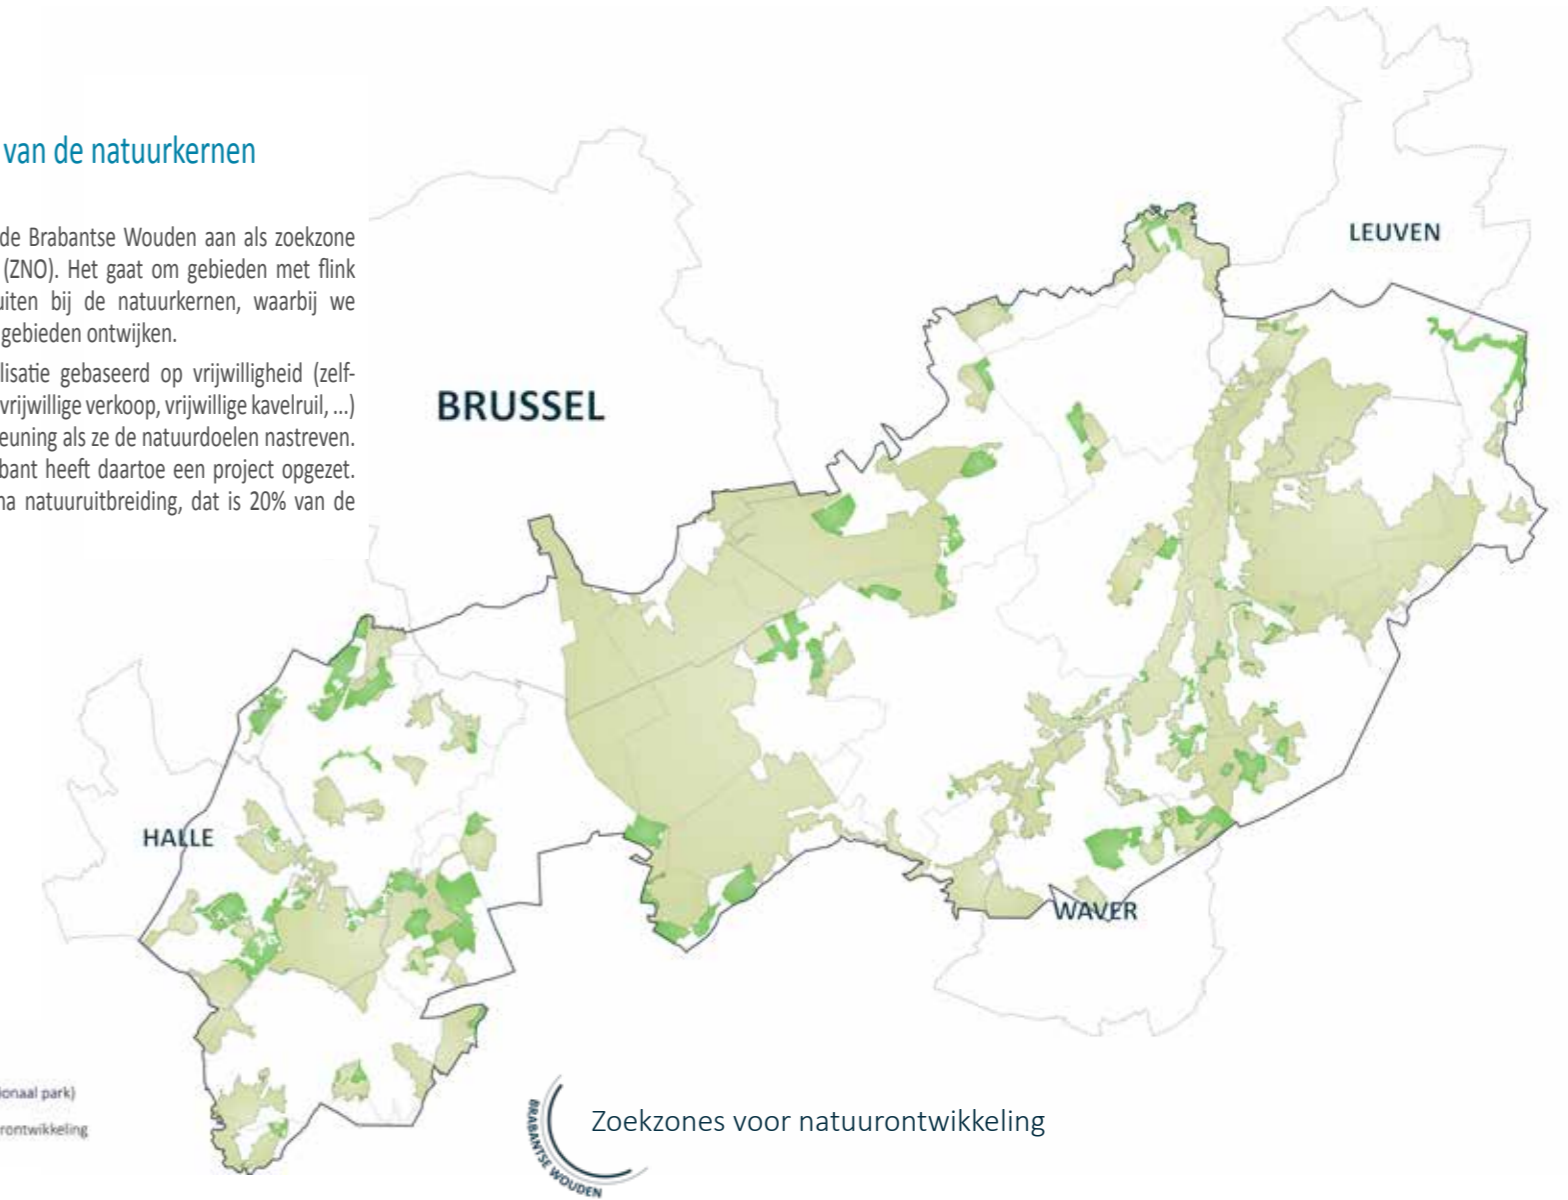 van de natuurkernen
de Brabantse Wouden aan als zoekzone
(ZNO). Het gaat om gebieden met flink
uiten bij de natuurkernen, waarbij we
gebieden ontwijken.
lisatie gebaseerd op vrijwilligheid (zelf-
vrijwillige verkoop, vrijwillige kavelruil, ...)
euning als ze de natuurdoelen nastreven.
bant heeft daartoe een project opgezet.
na natuuruitbreiding, dat is 20% van de
LEUVEN
BRUSSEL
HALLE
WAVER
ionaal park)
rontwikkeling
BRABANTSE WOUDEN
Zoekzones voor natuurontwikkeling